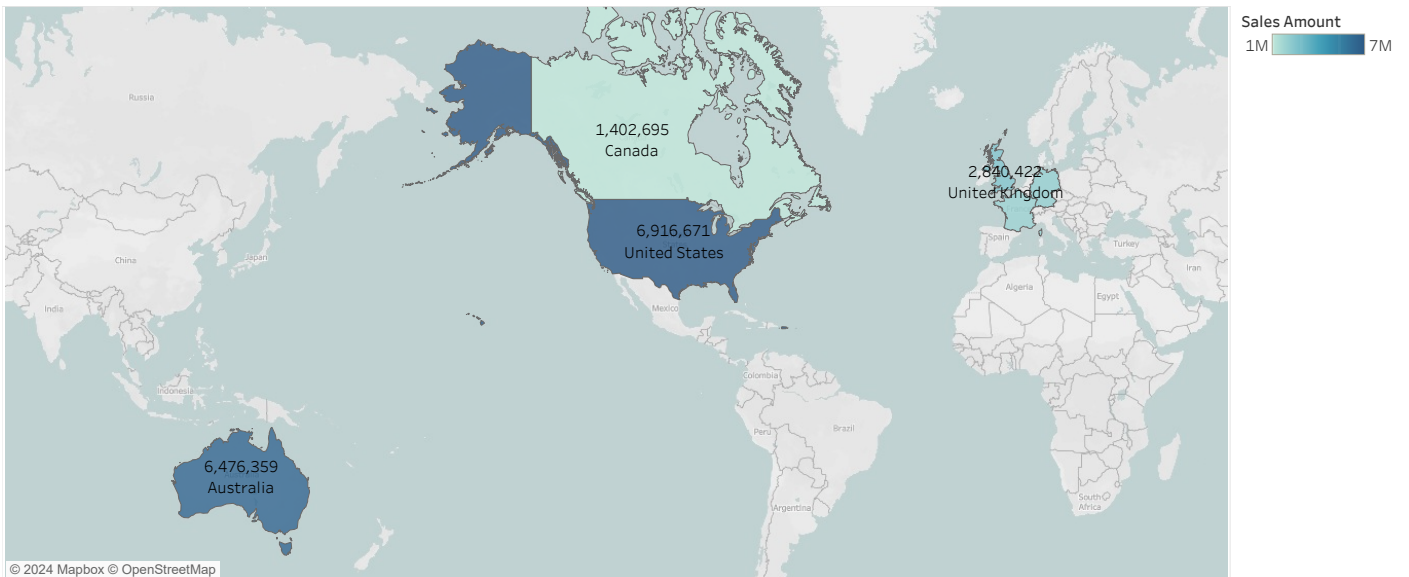 Sales Amount
1M 7M
Russia
1,402,695
Canada
2,840,422
United Kingdom
6,916,671
United States
Spain
Turkey
China
Japan
Iran
Algeria
Egypt
India
Mexico
Colombia
Indonesia
Peru
Brazil
6,476,359
Australia
South
Africa
Argentina
© 2024 Mapbox © OpenStreetMap